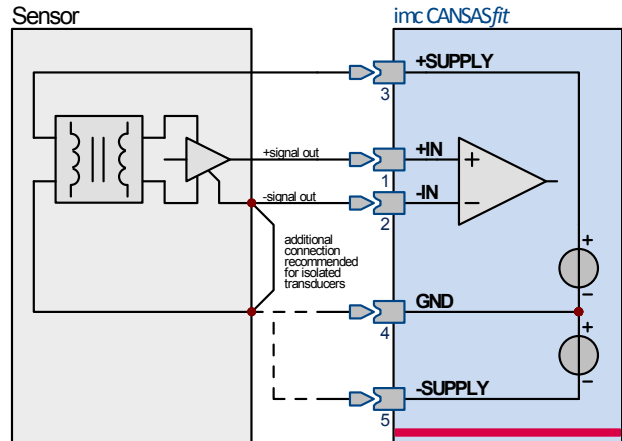 Sensor
imc CANSASfit
+SUPPLY
3
+signal out
+IN
1
+
-signal out
-IN
2
−
additional
connection
recommended
for isolated
transducers
+
−
GND
4
+
−
-SUPPLY
5